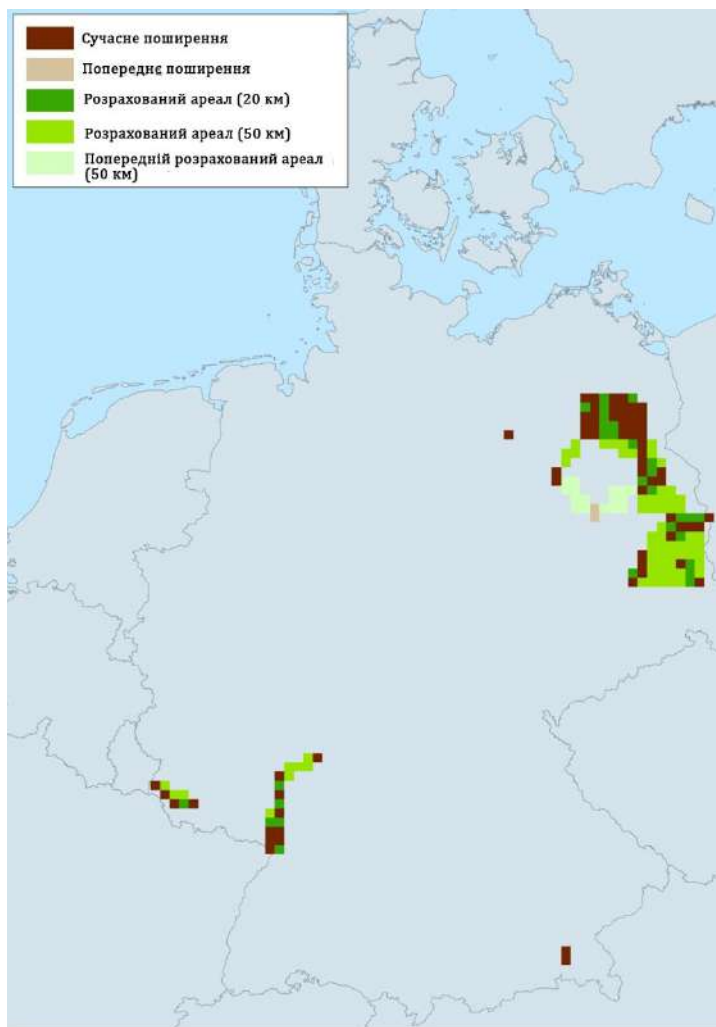 Сучасне поширення
Попереднє поширення
Розрахований ареал (20 км)
Розрахований ареал (50 км)
Попередній розрахований ареал
(50 км)